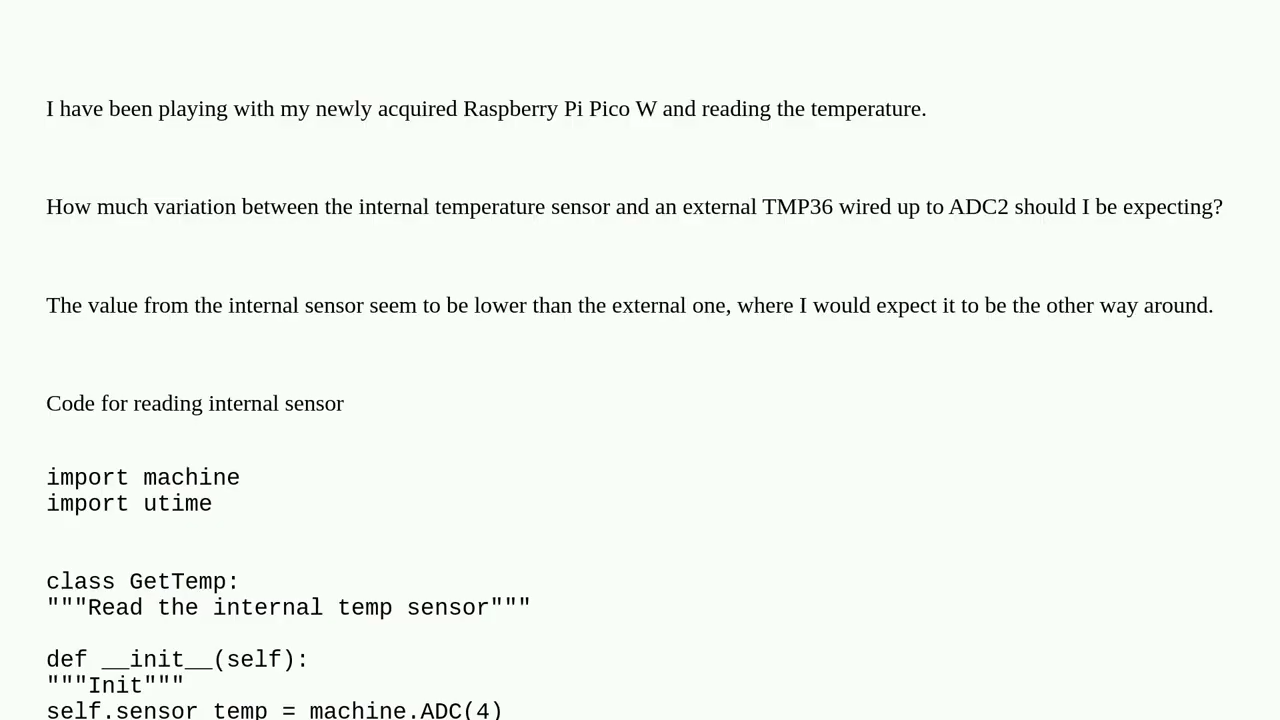 I have been playing with my newly acquired Raspberry Pi Pico W and reading the temperature.
How much variation between the internal temperature sensor and an external TMP36 wired up to ADC2 should I be expecting?
The value from the internal sensor seem to be lower than the external one, where I would expect it to be the other way around.
Code for reading internal sensor
import machine
import utime
class GetTemp:
"""Read the internal temp sensor"""
def __init__(self):
"""Init"""
self.sensor_temp = machine.ADC(4)